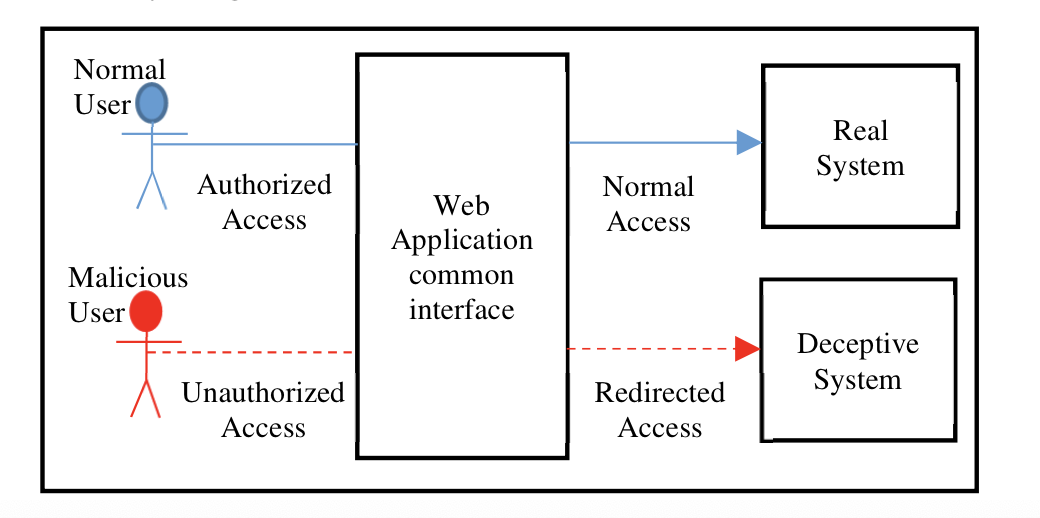 Normal
User
Authorized
Access
Malicious
User
Unauthorized
Access
Web
Application
common
interface
Normal
Access
Redirected
Access
Real
System
Deceptive
System